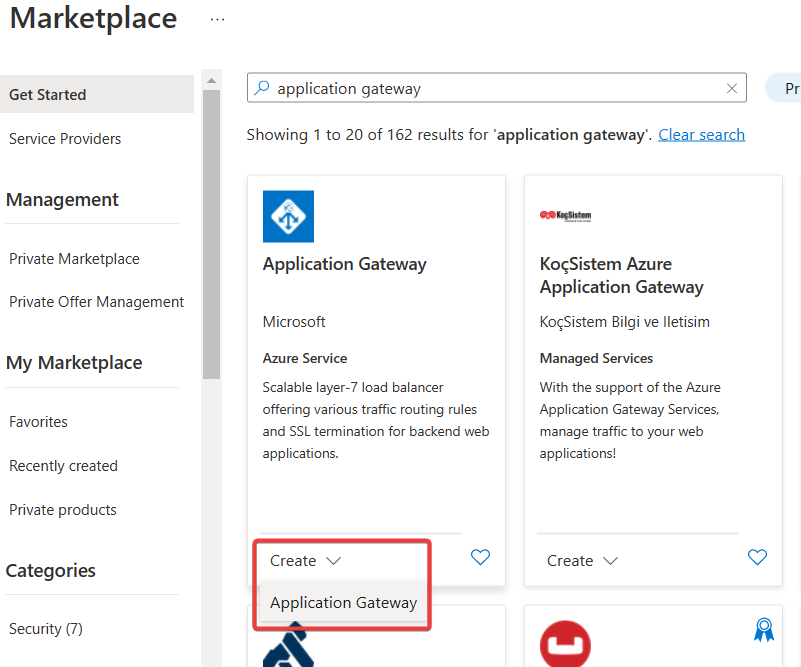 Marketplace ...
Get Started
Service Providers
Management
Private Marketplace
Private Offer Management
My Marketplace
Favorites
Recently created
Private products
Categories
Security (7)
application gateway
Pr
Showing 1 to 20 of 162 results for 'application gateway'. Clear search
Application Gateway
Microsoft
Azure Service
Scalable layer-7 load balancer
offering various traffic routing rules
and SSL termination for backend web
applications.
Create
Application Gateway
KoçSistem
KoçSistem Azure
Application Gateway
KoçSistem Bilgi ve Iletisim
Managed Services
With the support of the Azure
Application Gateway Services,
manage traffic to your web
applications!
Create